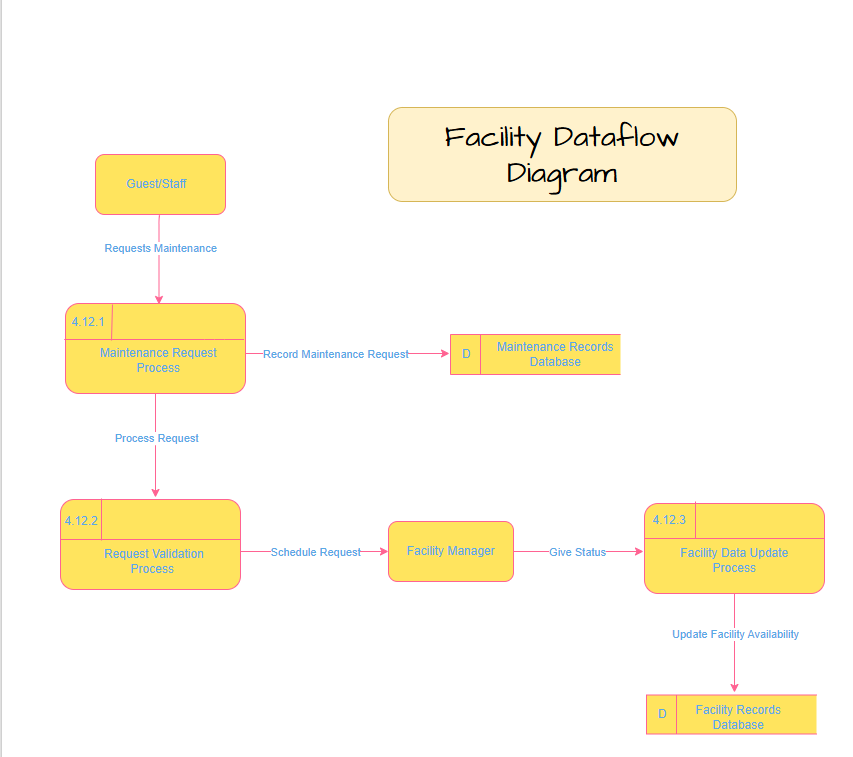 Facility Dataflow
Diagram
Guest/Staff
Requests Maintenance
4.12.1
Maintenance Request
Process
Record Maintenance Request
D
Maintenance Records
Database
Process Request
4.12.2
Request Validation
Process
Schedule Request
Facility Manager
Give Status
4.12.3
Facility Data Update
Process
Update Facility Availability
D
Facility Records
Database